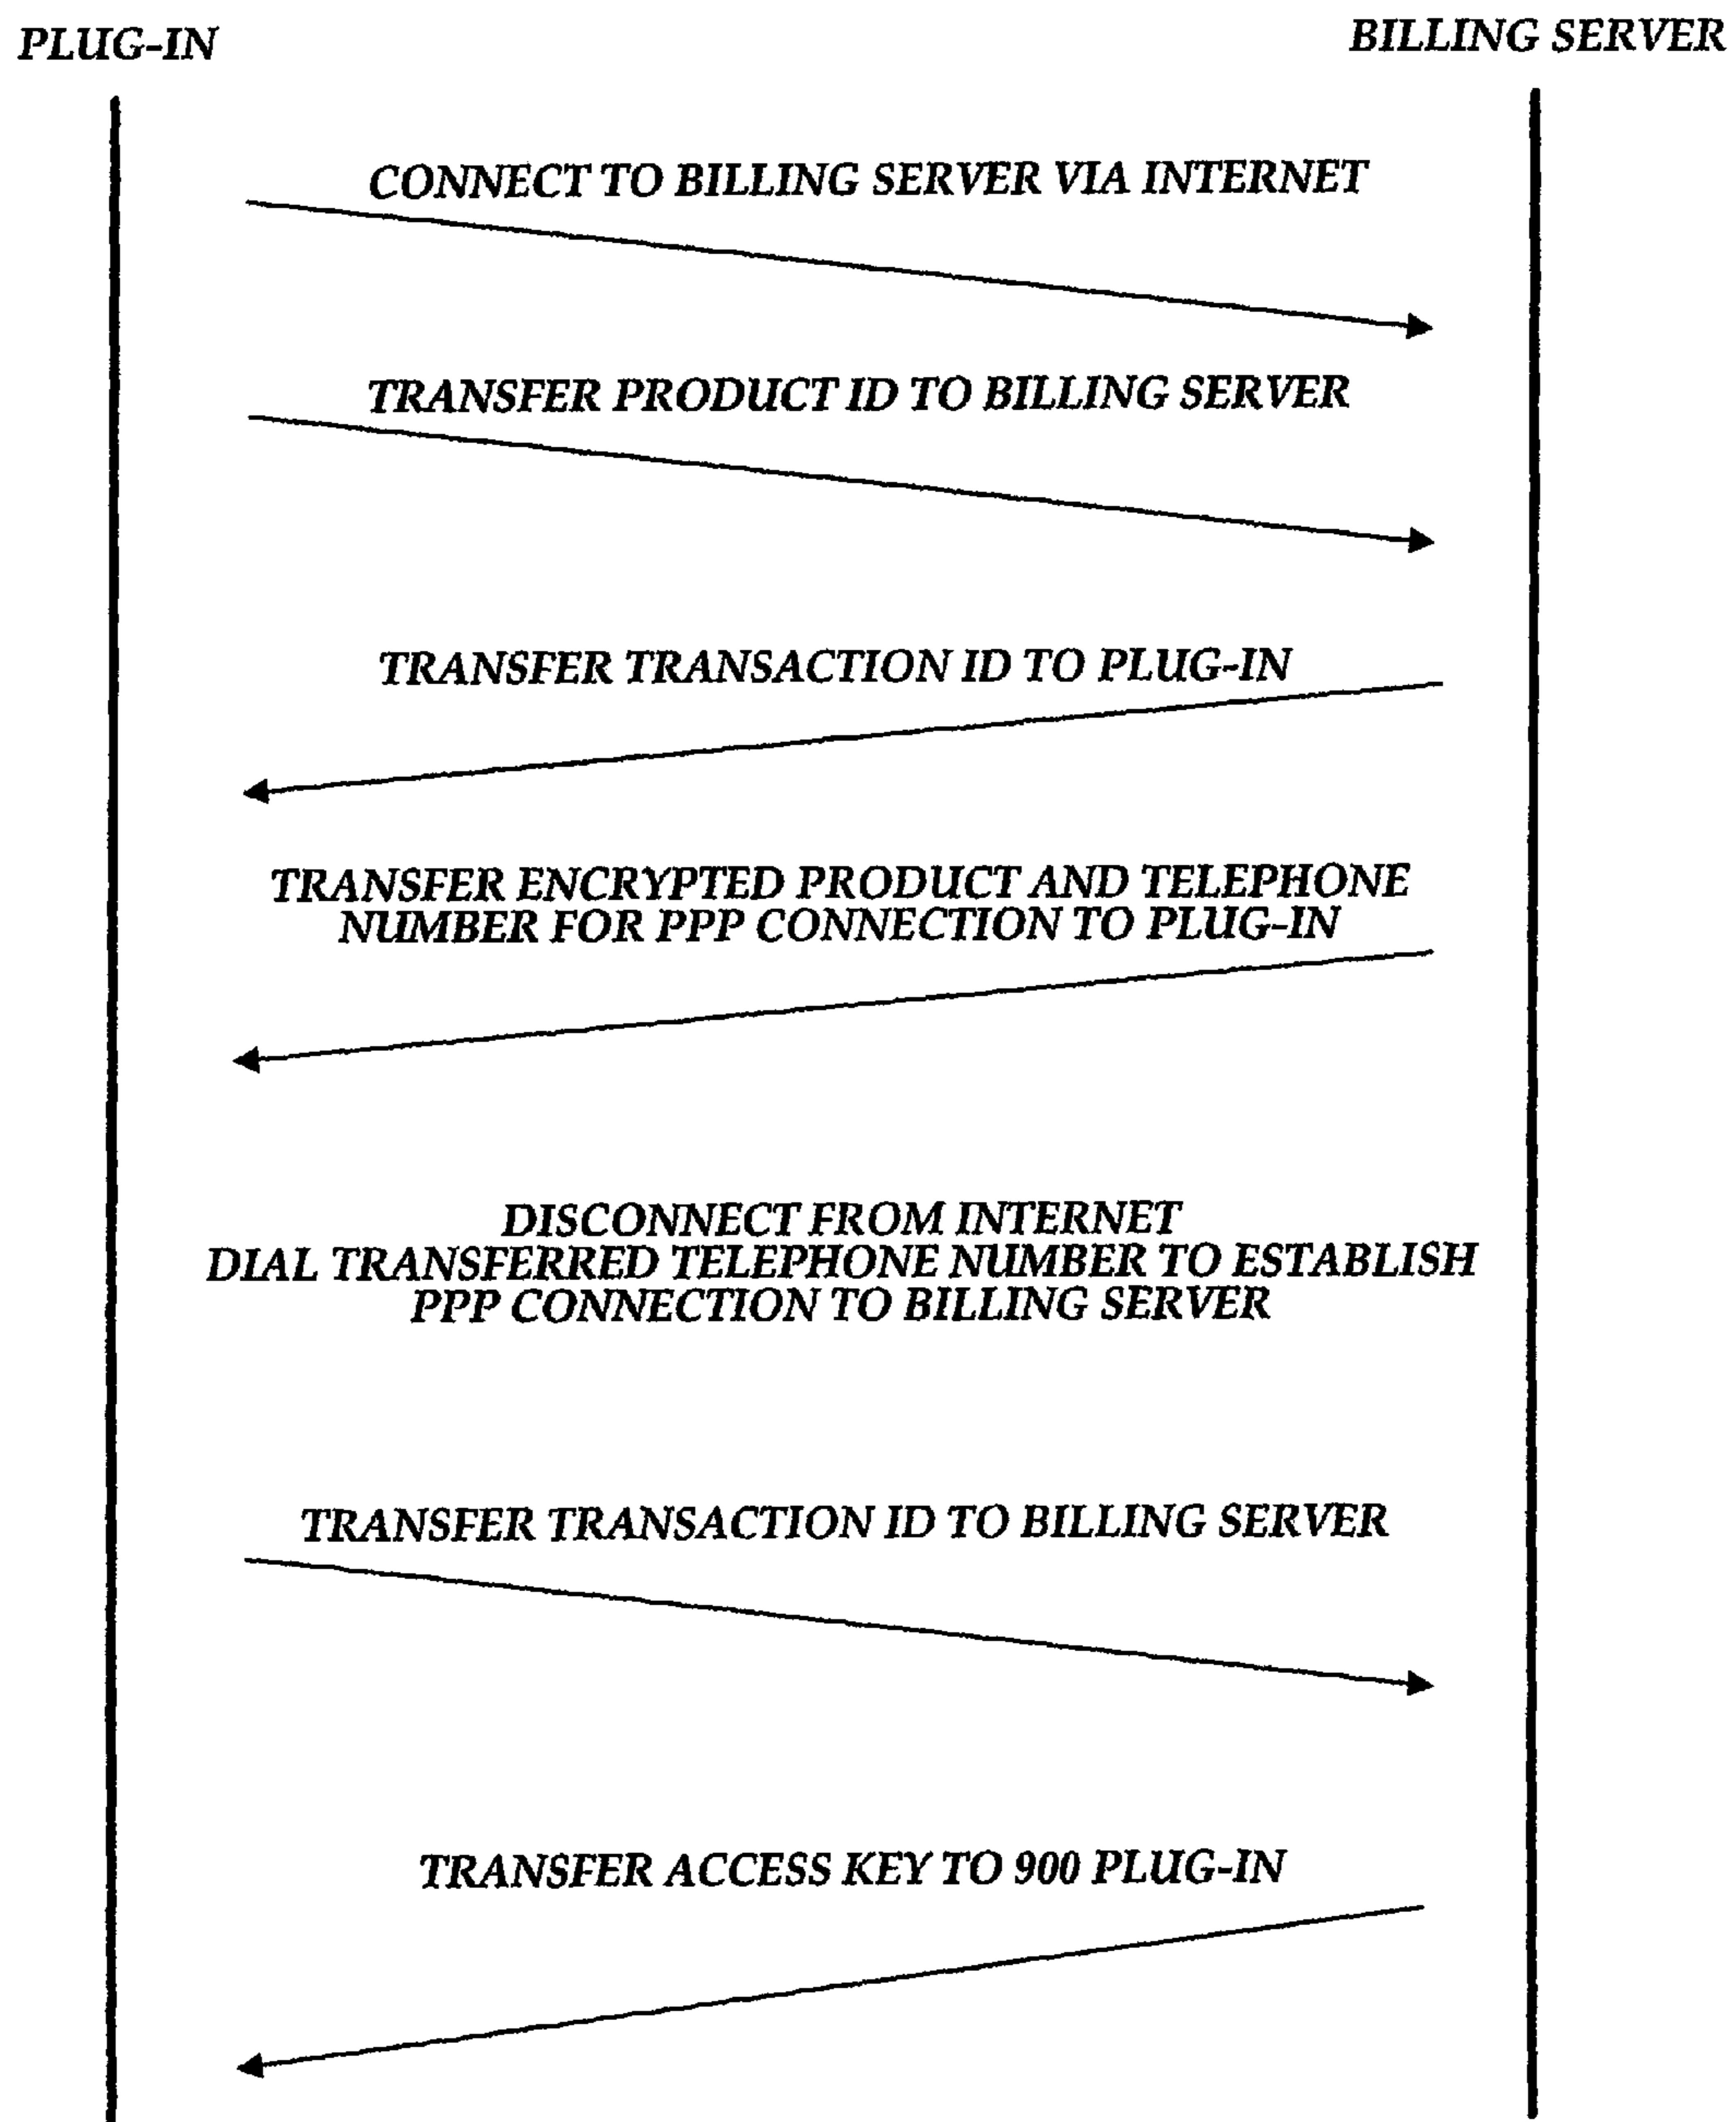 PLUG-IN
BILLING SERVER
CONNECT TO BILLING SERVER VIA INTERNET
TRANSFER PRODUCT ID TO BILLING SERVER
TRANSFER TRANSACTION ID TO PLUG-IN
TRANSFER ENCRYPTED PRODUCT AND TELEPHONE
NUMBER FOR PPP CONNECTION TO PLUG-IN
DISCONNECT FROM INTERNET
DIAL TRANSFERRED TELEPHONE NUMBER TO ESTABLISH
PPP CONNECTION TO BILLING SERVER
TRANSFER TRANSACTION ID TO BILLING SERVER
TRANSFER ACCESS KEY TO 900 PLUG-IN